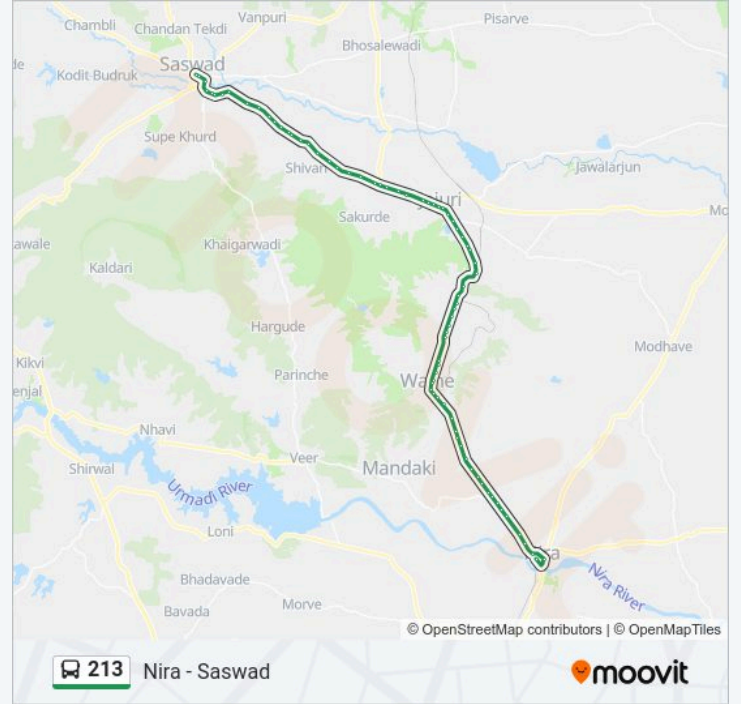 Chambli
Chandan Tekdi
Vanpuri
Pisarve
Bhosalewadi
Saswad
Kodit Budruk
Supe Khurd
Shivari
Jawalarjun
Sakurde
Khaigarwadi
awale
Kaldari
Hargude
Modhave
Kikvi
Parinche
enjal
Nhavi
Veer
Mandaki
Shirwal
Urmadi River
Loni
Nira River
Bhadavade
Morve
Bavada
© OpenStreetMap contributors | © OpenMapTiles
213 Nira - Saswad
moovit